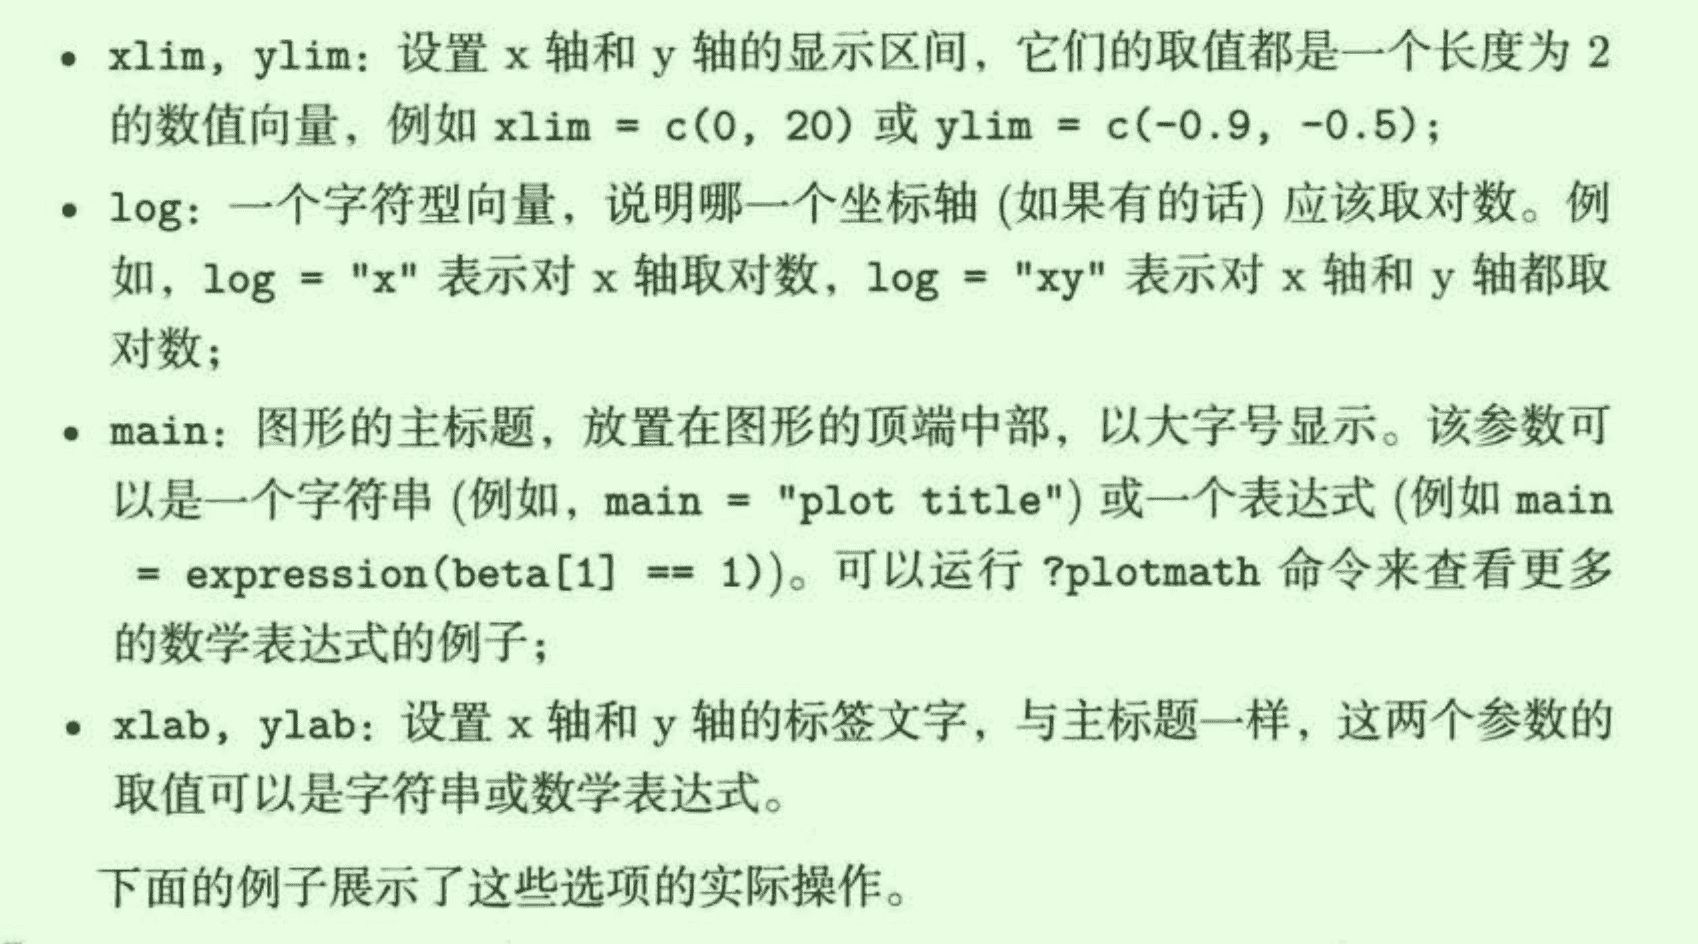 • xlim, ylim: 设置 x 轴和 y 轴的显示区间, 它们的取值都是一个长度为 2
的数值向量, 例如 xlim = c(0, 20) 或 ylim = c(-0.9, -0.5);
• log: 一个字符型向量, 说明哪一个坐标轴 (如果有的话) 应该取对数。例
如, log = "x" 表示对 x 轴取对数, log = "xy" 表示对 x 轴和 y 轴都取
对数;
• main: 图形的主标题, 放置在图形的顶端中部, 以大字号显示。该参数可
以是一个字符串 (例如, main = "plot title") 或一个表达式 (例如 main
= expression(beta[1] == 1))。可以运行 ?plotmath 命令来查看更多
的数学表达式的例子;
• xlab, ylab: 设置 x 轴和 y 轴的标签文字, 与主标题一样, 这两个参数的
取值可以是字符串或数学表达式。
下面的例子展示了这些选项的实际操作。